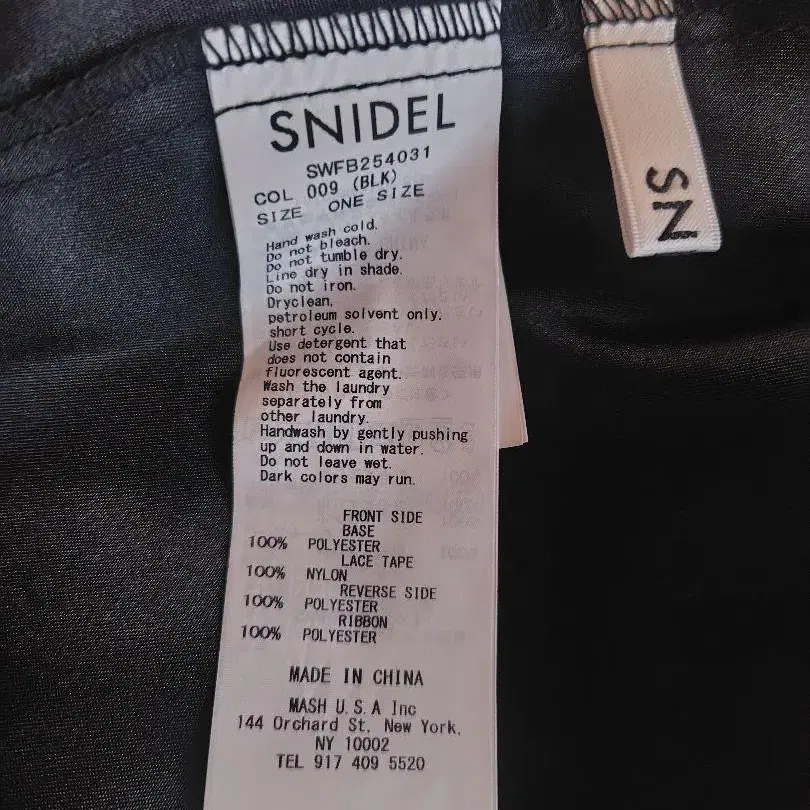 SNIDEL
SWFB254031
COL 009 (BLK)
SIZE ONE SIZE
Hand wash cold.
Do not bleach.
Do not tumble dry.
Line dry in shade.
Do not iron.
Dryclean,
petroleum solvent only.
short cycle.
Use detergent that
does not contain
fluorescent agent.
Wash the laundry
separately from
other laundry.
Handwash by gently pushing
up and down in water.
Do not leave wet.
Dark colors may run.
FRONT SIDE
BASE
100% POLYESTER
LACE TAPE
100% NYLON
REVERSE SIDE
100% POLYESTER
RIBBON
100% POLYESTER
MADE IN CHINA
MASH U.S.A Inc
144 Orchard St, New York,
NY 10002
TEL 917 409 5520
SN